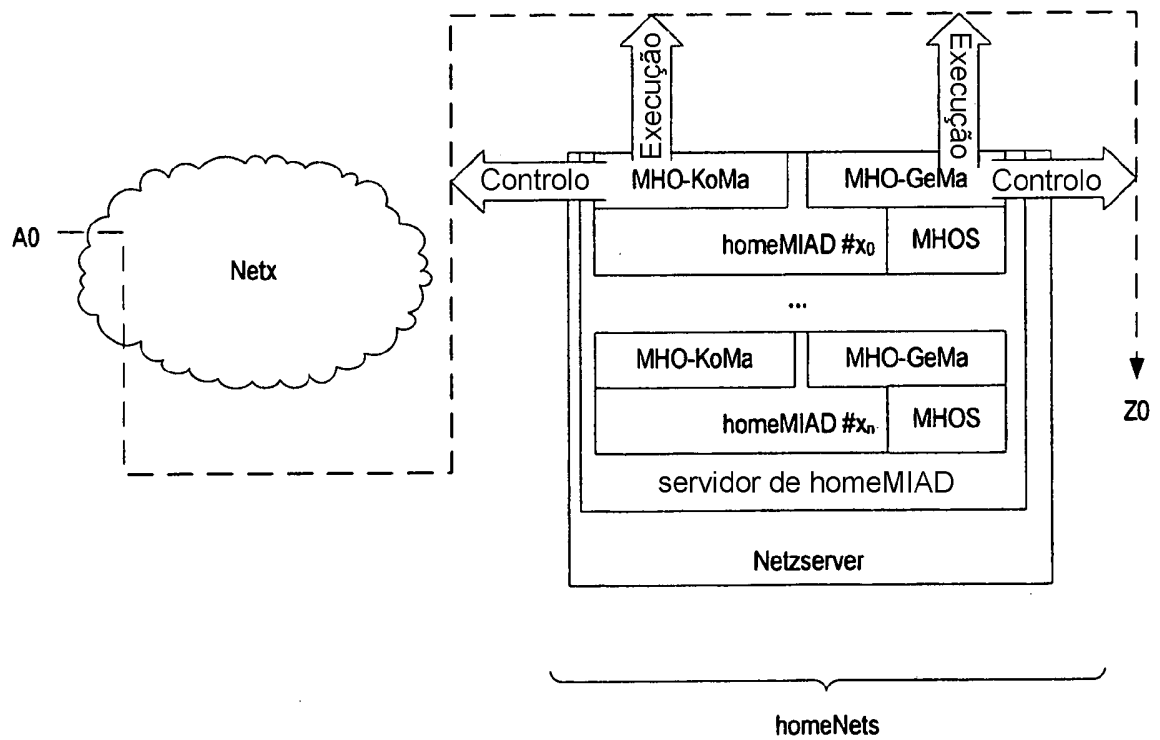 Execução
Execução
Controlo
MHO-KoMa
MHO-GeMa
Controlo
A0
Netx
homeMIAD #x₀
MHOS
...
MHO-KoMa
MHO-GeMa
homeMIAD #xₙ
MHOS
Z0
servidor de homeMIAD
Netzserver
homeNets